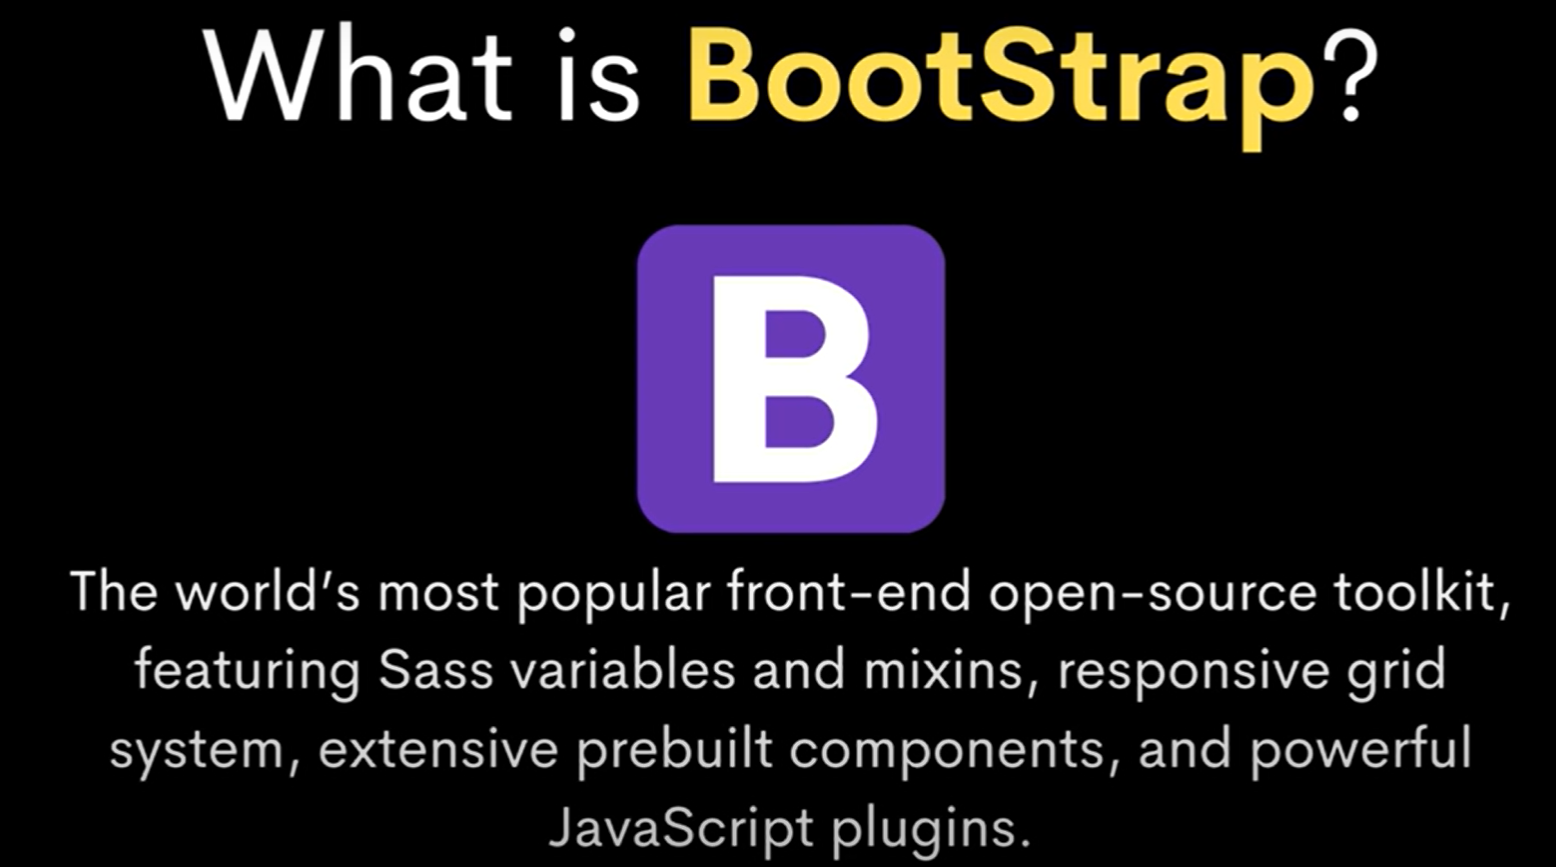 What is BootStrap?
B
The world's most popular front-end open-source toolkit,
featuring Sass variables and mixins, responsive grid
system, extensive prebuilt components, and powerful
JavaScript plugins.